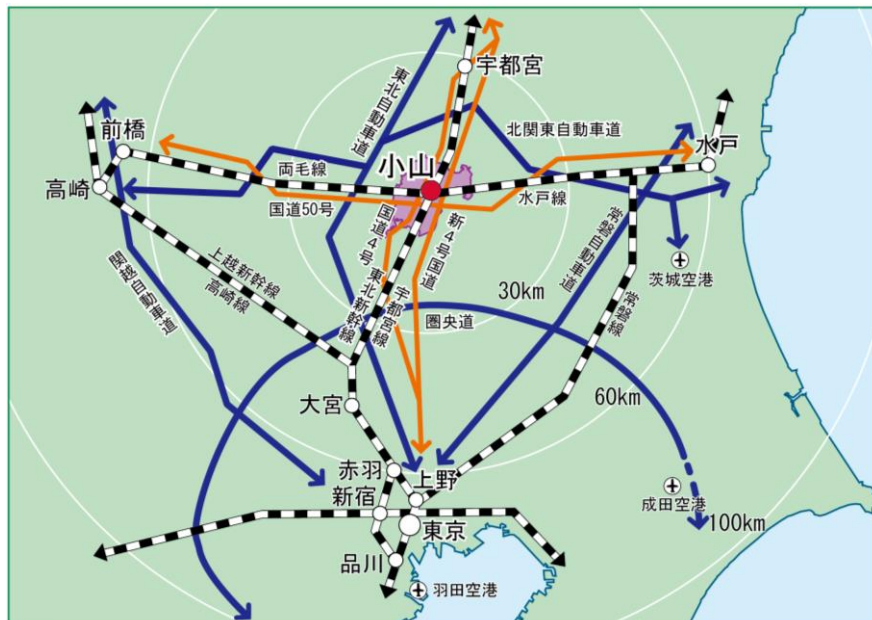 宇都宮
東北自動車道
北関東自動車道
前橋
水戸
小山
両毛線
高崎
国道50号
水戸線
新4号国道
国道4号
常磐自動車道
茨城空港
上越新幹線
高崎線
関越自動車道
東北新幹線
宇都宮線
30km
圏央道
常磐線
60km
大宮
赤羽
上野
新宿
成田空港
東京
100km
品川
羽田空港